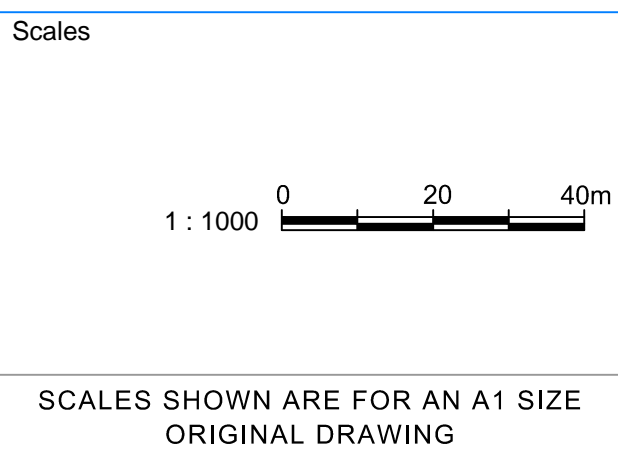 Scales
0 20 40m
1 : 1000
SCALES SHOWN ARE FOR AN A1 SIZE
ORIGINAL DRAWING